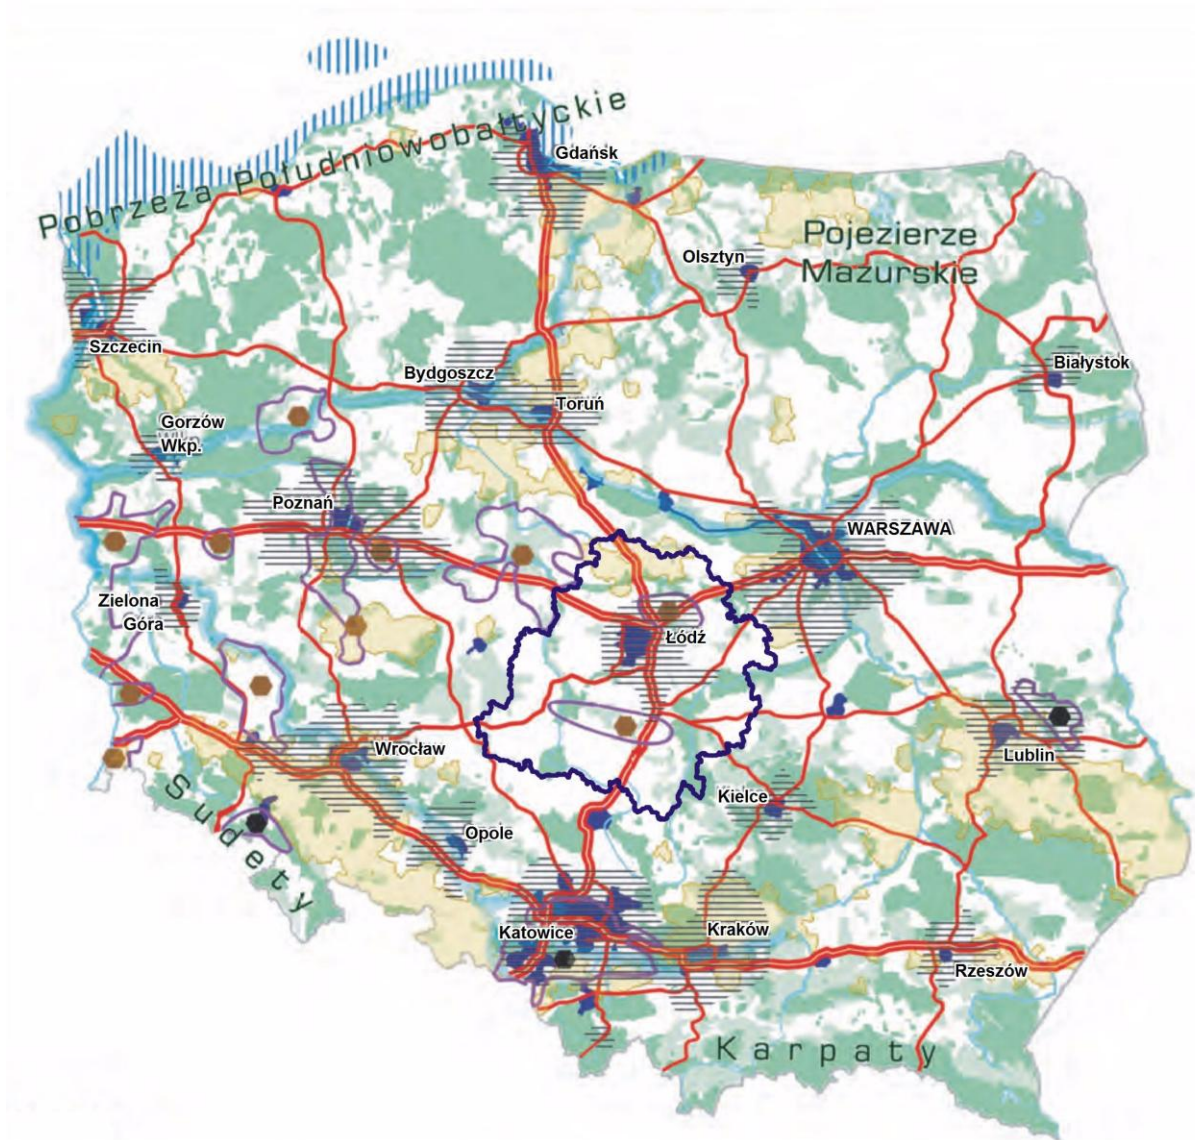 Pobrzeża Południowobałtyckie
Gdańsk
Pojezierze
Mazurskie
Olsztyn
Szczecin
Białystok
Bydgoszcz
Toruń
Gorzów
Wkp.
Poznań
WARSZAWA
Zielona
Góra
Łódź
Wrocław
Lublin
Sudety
Kielce
Opole
Katowice
Kraków
Rzeszów
Karpaty